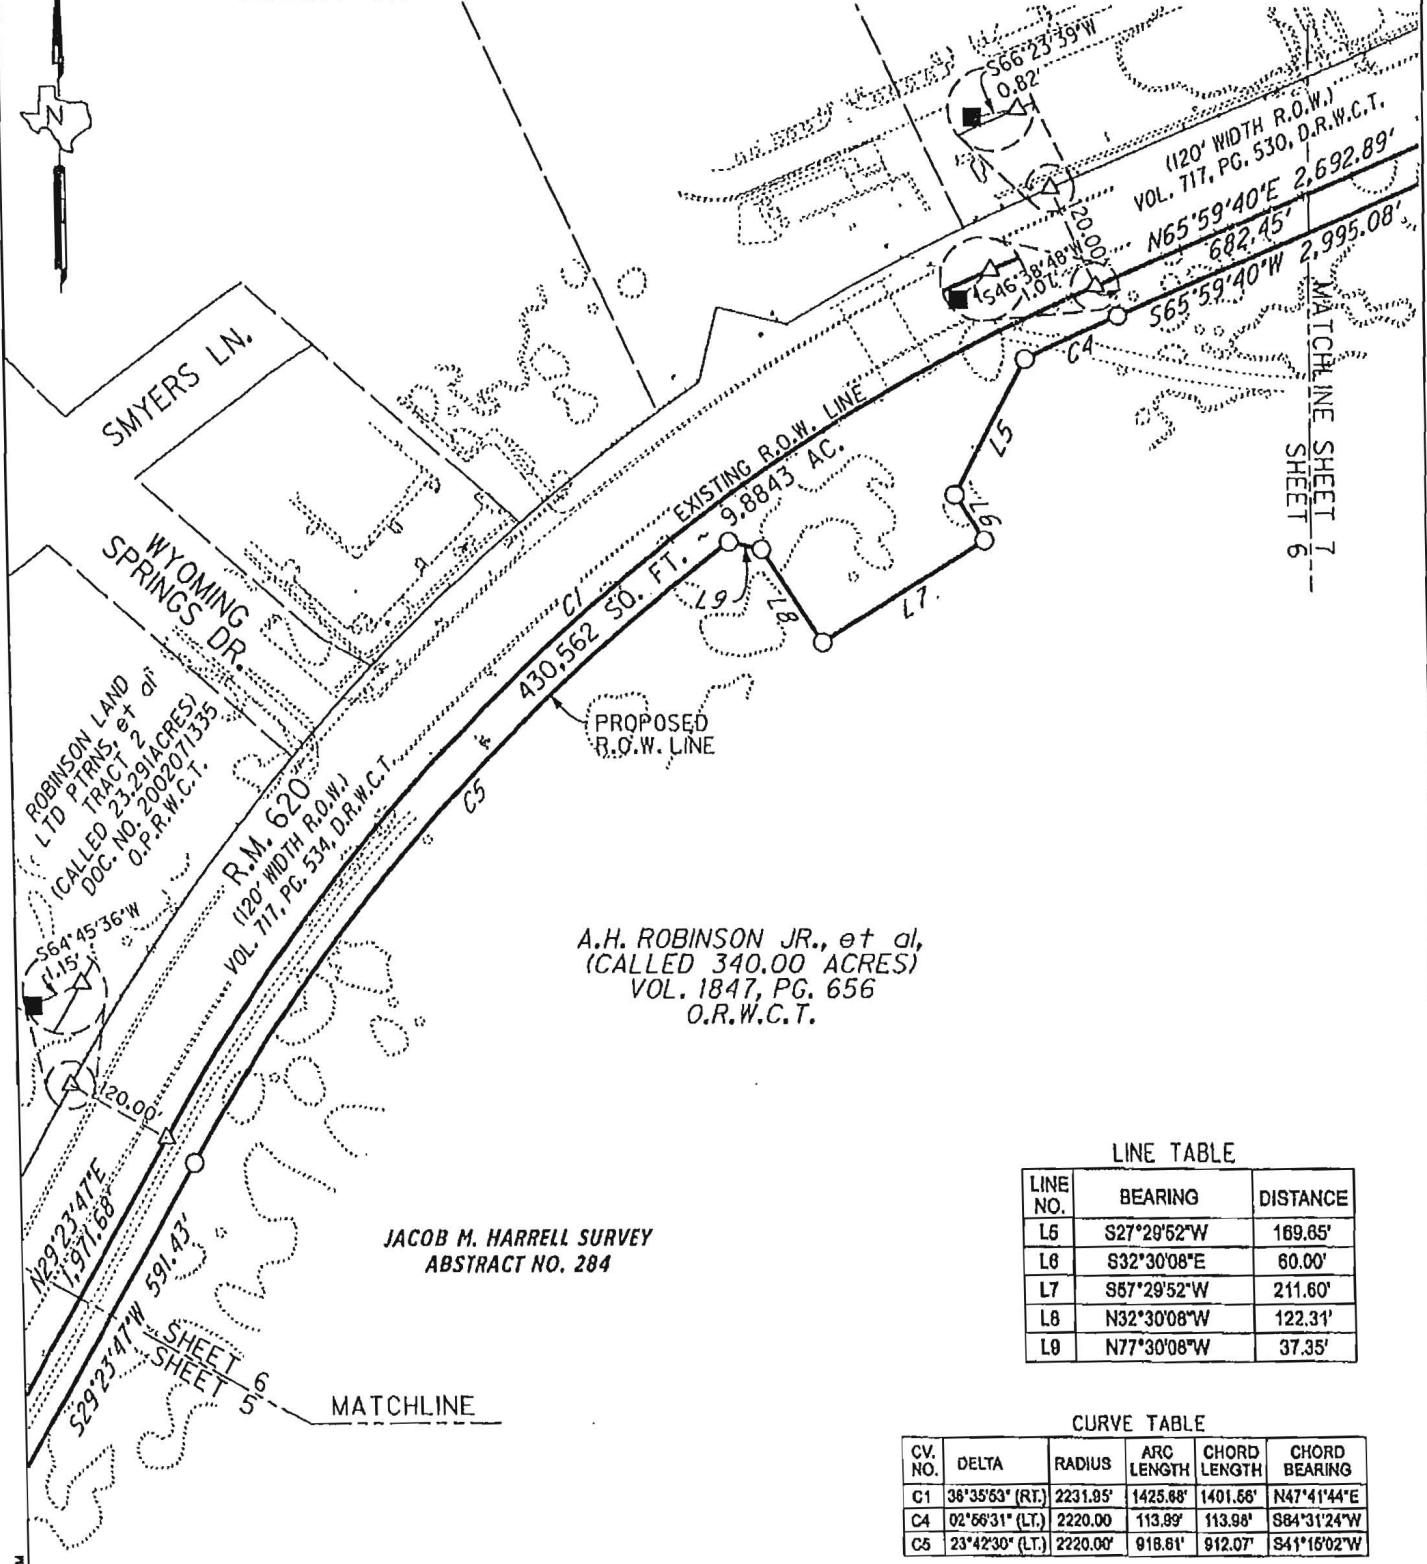 N
S66°23'39"W
0.82'
(120' WIDTH R.O.W.)
VOL. 717, PG. 530, D.R.W.C.T.
N65°59'40"E 2,692.89'
682.45'
S65°59'40"W 2,995.08'
120.00'
S46°38'48"W
1.07'
MATCHLINE SHEET 7
SHEET 6
C4
L5
L6
L7
L8
L9
SMYERS LN.
WYOMING
SPRINGS DR.
EXISTING R.O.W. LINE
C1
430,562 SQ. FT. ~ 9.8843 AC.
PROPOSED
R.O.W. LINE
C5
ROBINSON LAND
LTD PTRNS, et al
TRACT 2
(CALLED 23.291ACRES)
DOC. NO. 2002071335
O.P.R.W.C.T.
R.M. 620
(120' WIDTH R.O.W.)
VOL. 717, PG. 534, D.R.W.C.T.
S64°45'36"W
1.15'
120.00'
A.H. ROBINSON JR., et al,
(CALLED 340.00 ACRES)
VOL. 1847, PG. 656
O.R.W.C.T.
N29°23'47"E
1,971.68'
S29°23'47"W 591.43'
SHEET 6
SHEET 5
MATCHLINE
JACOB M. HARRELL SURVEY
ABSTRACT NO. 284
LINE TABLE
LINE NO. BEARING DISTANCE
L5 S27°29'52"W 169.65'
L6 S32°30'08"E 60.00'
L7 S57°29'52"W 211.60'
L8 N32°30'08"W 122.31'
L9 N77°30'08"W 37.35'
CURVE TABLE
CV. NO. DELTA RADIUS ARC LENGTH CHORD LENGTH CHORD BEARING
C1 36°35'53" (RT.) 2231.95' 1425.68' 1401.56' N47°41'44"E
C4 02°56'31" (LT.) 2220.00 113.99' 113.98' S64°31'24"W
C5 23°42'30" (LT.) 2220.00' 918.61' 912.07' S41°15'02"W